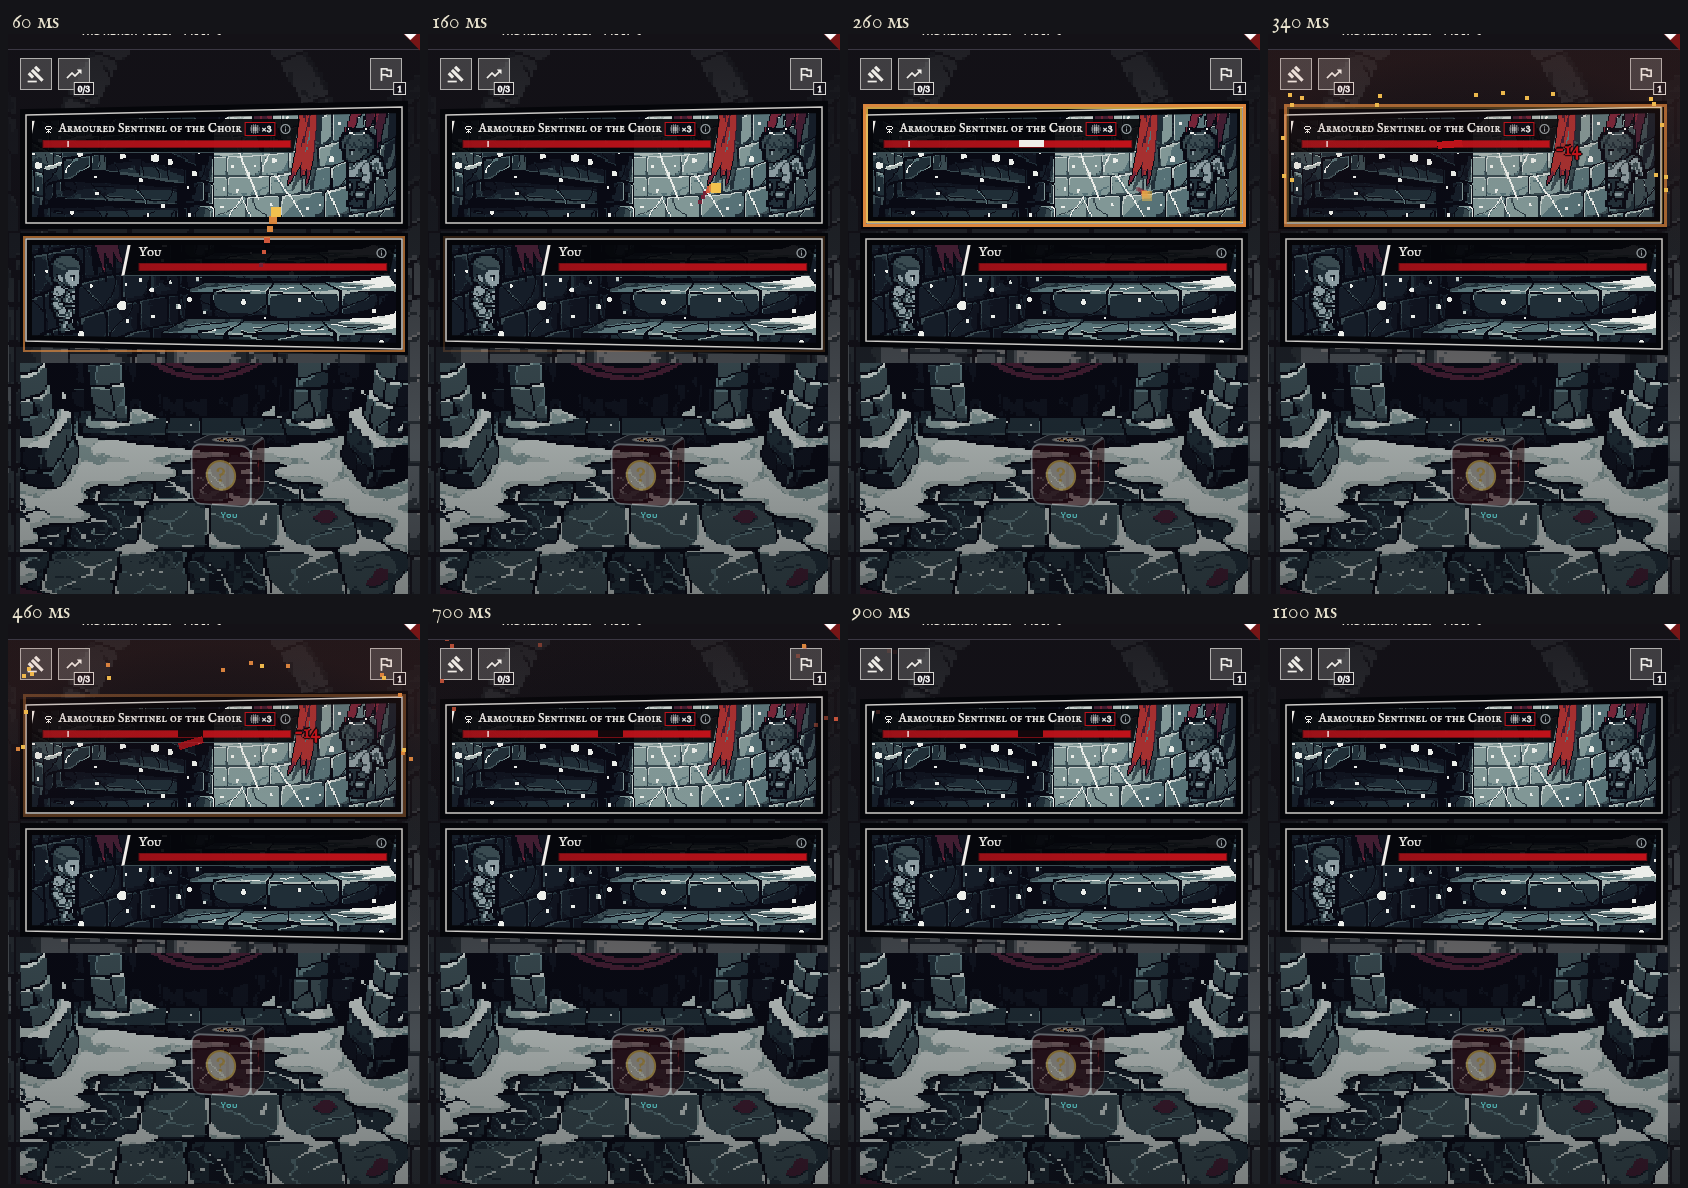 60 MS
160 MS
260 MS
340 MS
0/3
1
0/3
1
0/3
1
0/3
1
Armoured Sentinel of the Choir ×3
Armoured Sentinel of the Choir ×3
Armoured Sentinel of the Choir ×3
Armoured Sentinel of the Choir ×3
-14
You
You
You
You
You
You
You
You
460 MS
700 MS
900 MS
1100 MS
0/3
1
0/3
1
0/3
1
0/3
1
Armoured Sentinel of the Choir ×3
Armoured Sentinel of the Choir ×3
Armoured Sentinel of the Choir ×3
Armoured Sentinel of the Choir ×3
-14
You
You
You
You
You
You
You
You